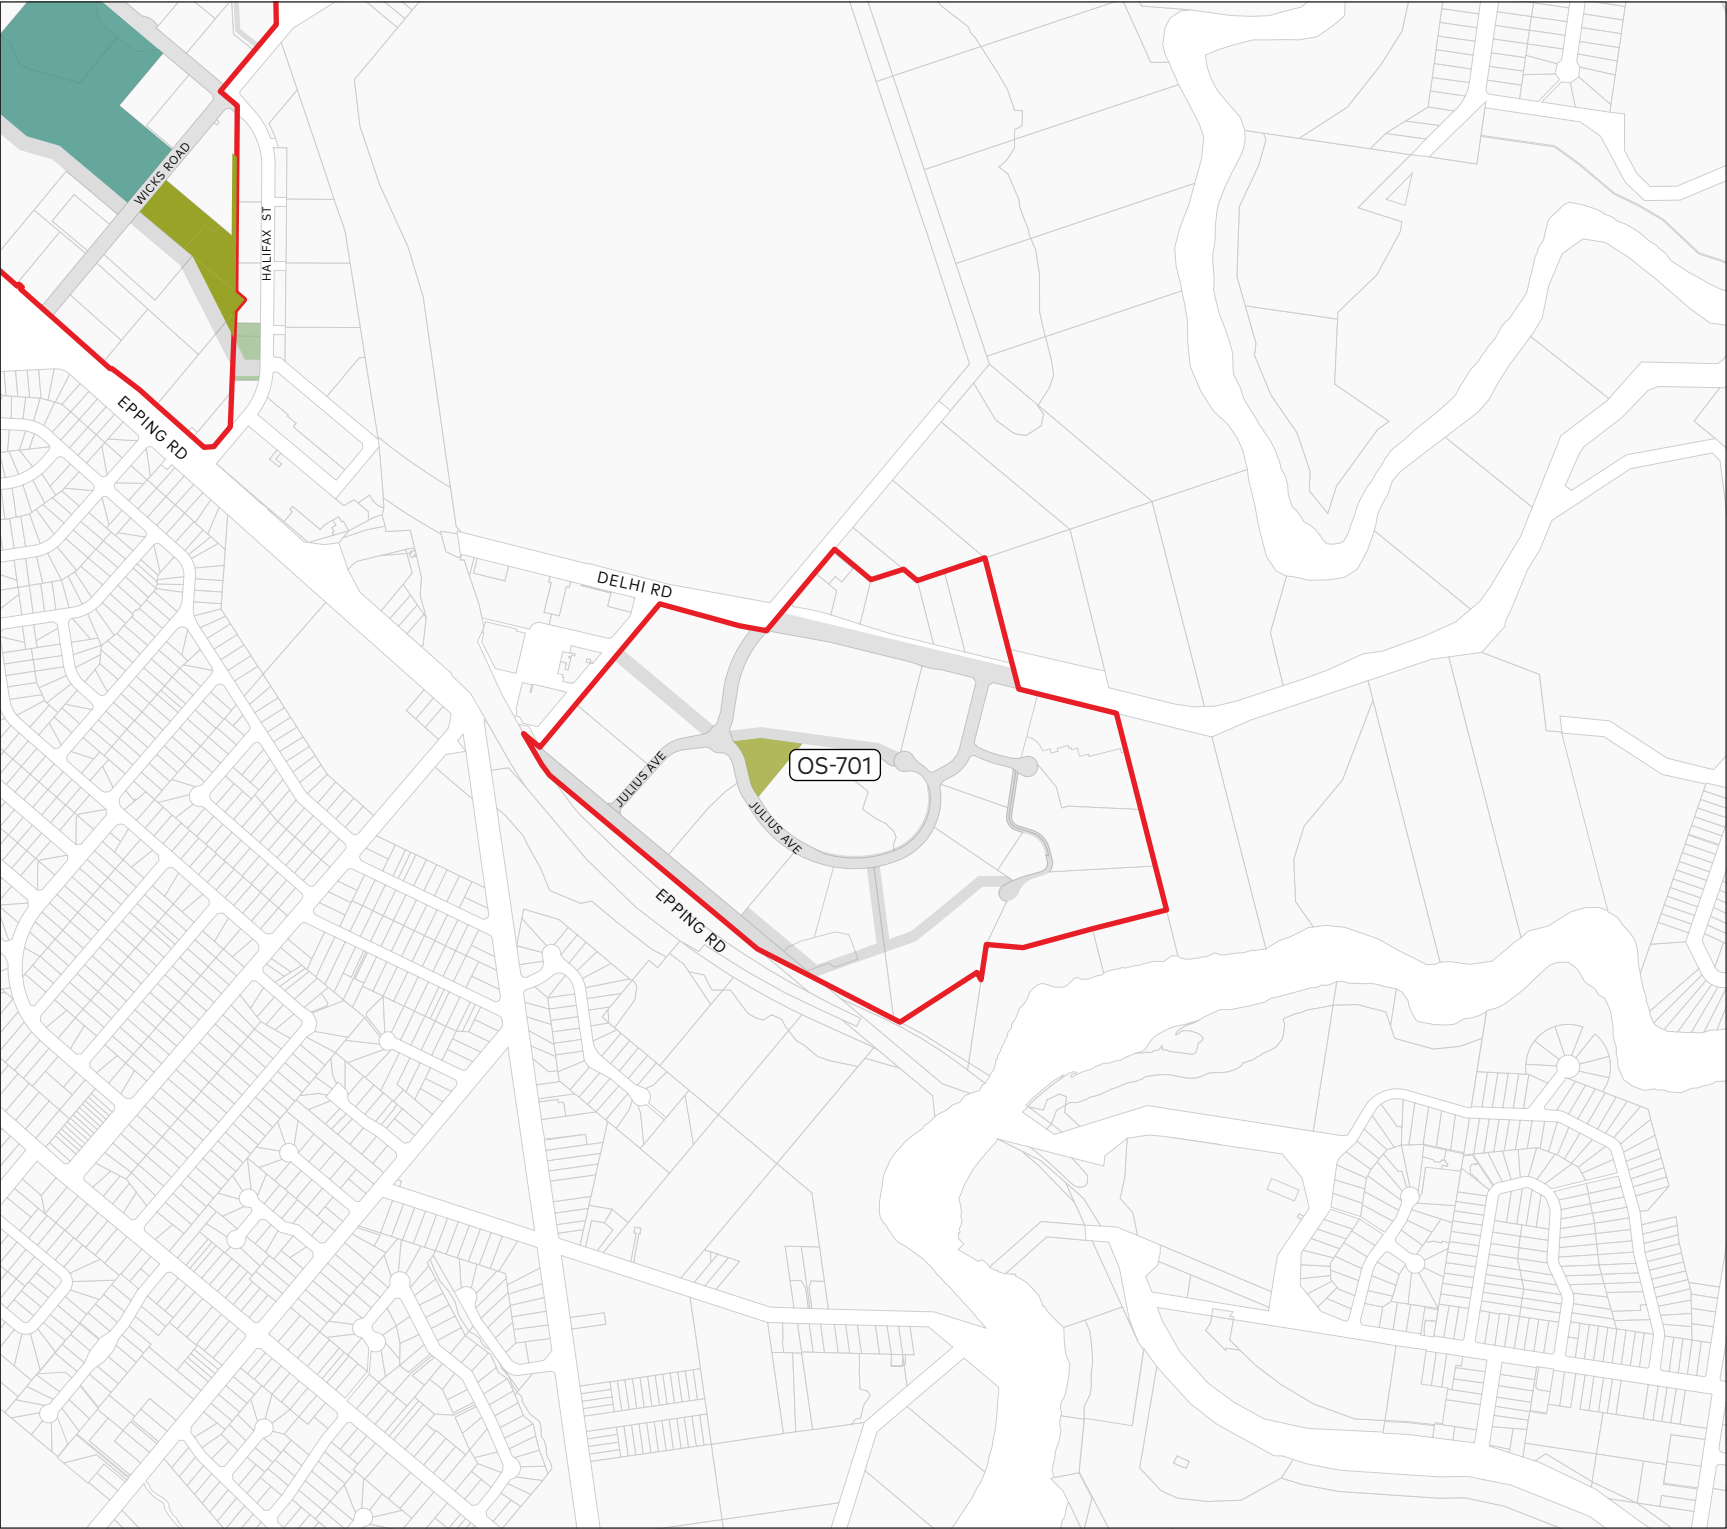 WICKS ROAD
HALIFAX ST
EPPING RD
DELHI RD
JULIUS AVE
OS-701
JULIUS AVE
EPPING RD